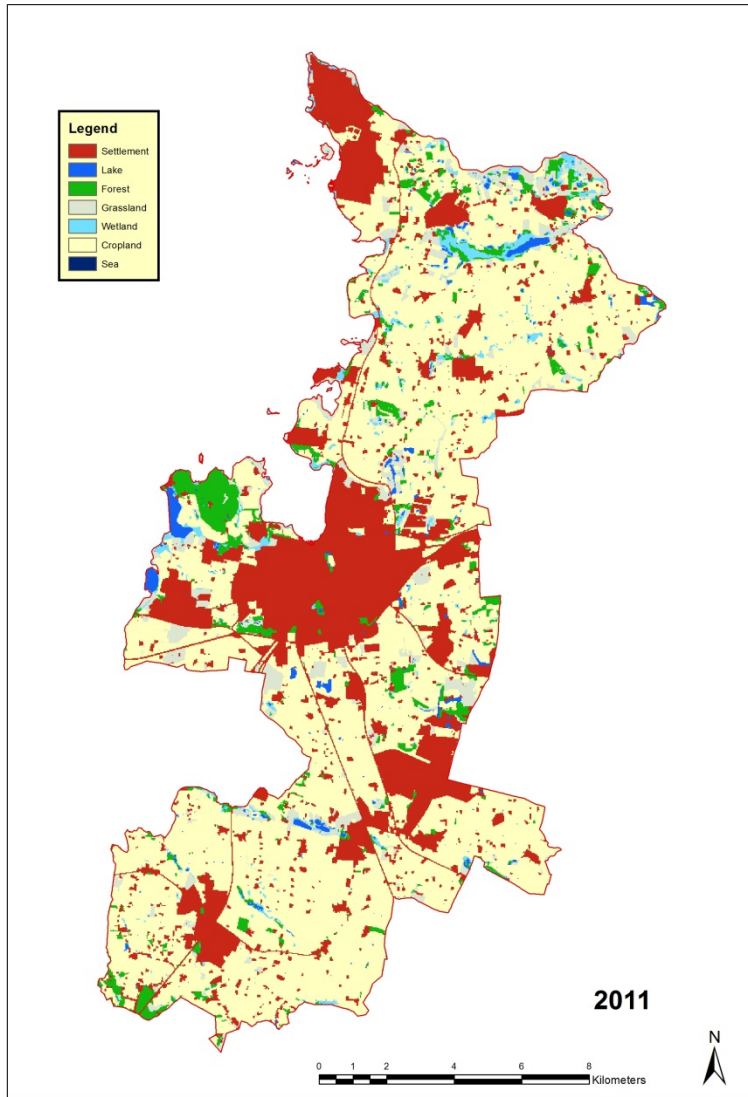 Legend
Settlement
Lake
Forest
Grassland
Wetland
Cropland
Sea
2011
N
0 1 2 4 6 8
Kilometers